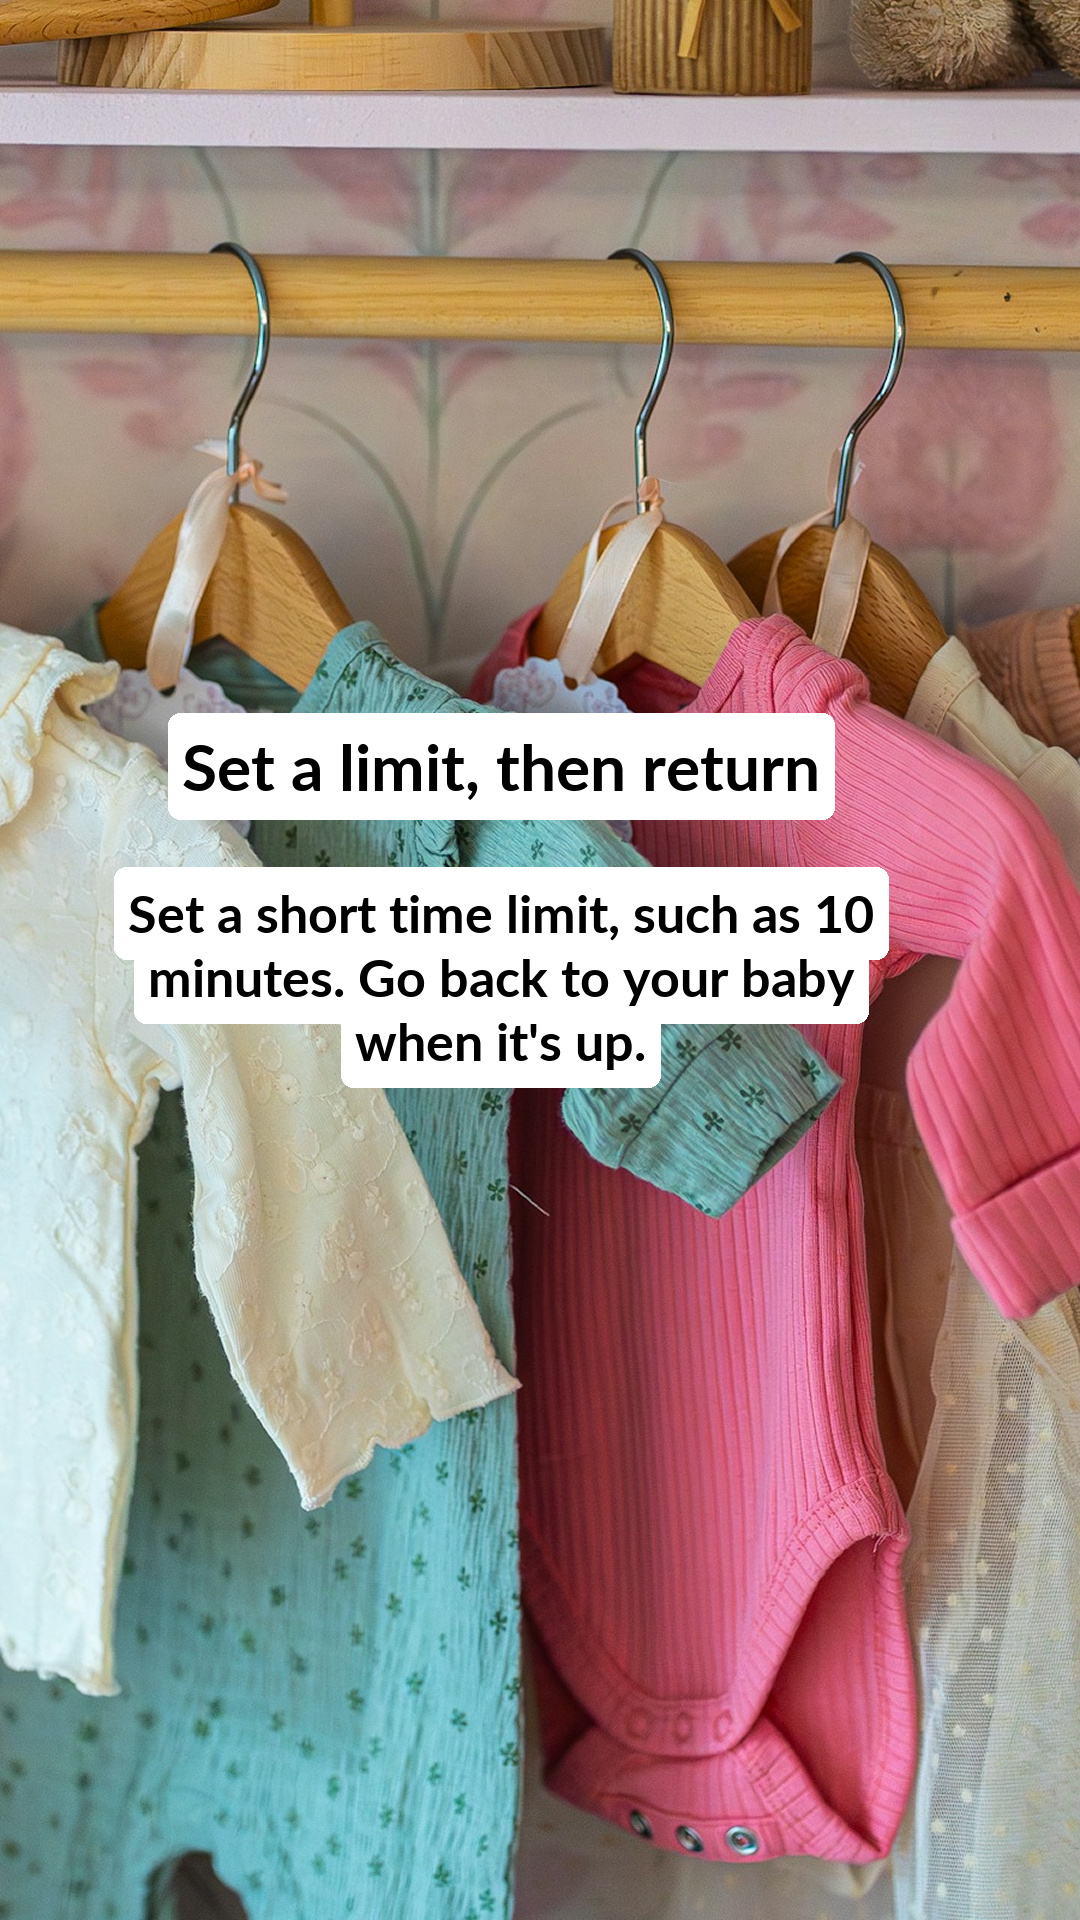 Set a limit, then return
Set a short time limit, such as 10
minutes. Go back to your baby
when it's up.